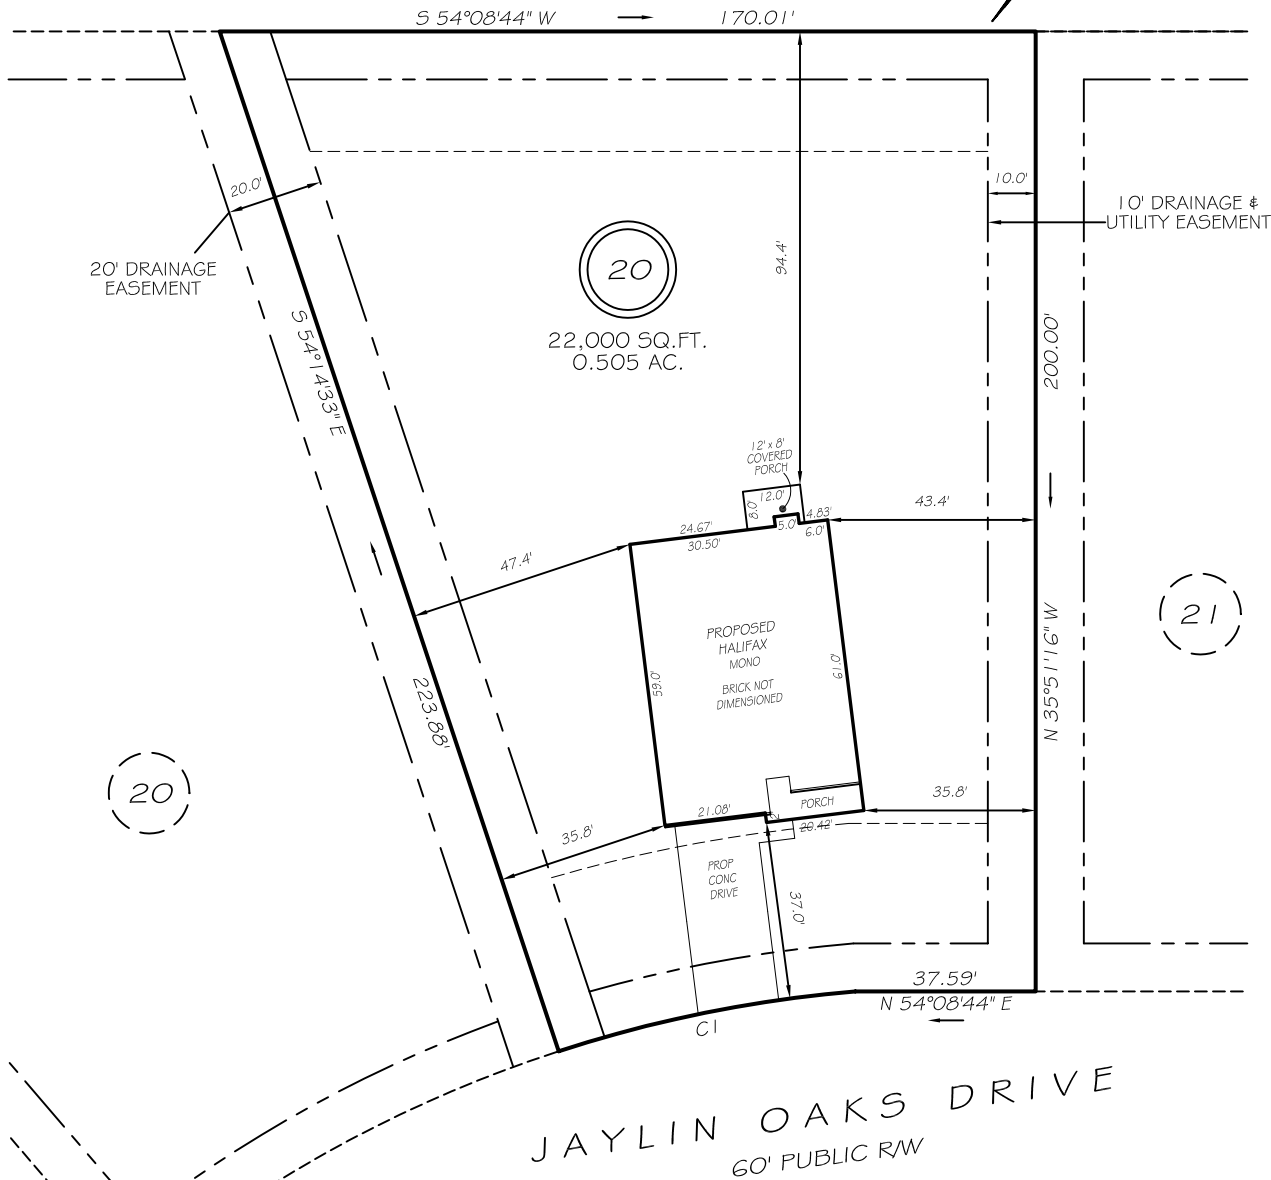 S 54°08'44" W
170.01'
20.0'
10.0'
10' DRAINAGE &
UTILITY EASEMENT
20' DRAINAGE
EASEMENT
94.4'
20
22,000 SQ.FT.
0.505 AC.
S 54°14'33" E
200.00'
12' x 8'
COVERED
PORCH
12.0'
8.0'
43.4'
24.67'
5.0'
4.83'
6.0'
30.50'
47.4'
21
PROPOSED
HALIFAX
MONO
BRICK NOT
DIMENSIONED
59.0'
61.0'
N 35°51'16" W
223.88'
20
35.8'
PORCH
21.08'
2'
20.42'
35.8'
PROP
CONC
DRIVE
37.0'
37.59'
N 54°08'44" E
C1
JAYLIN OAKS DRIVE
60' PUBLIC R/W